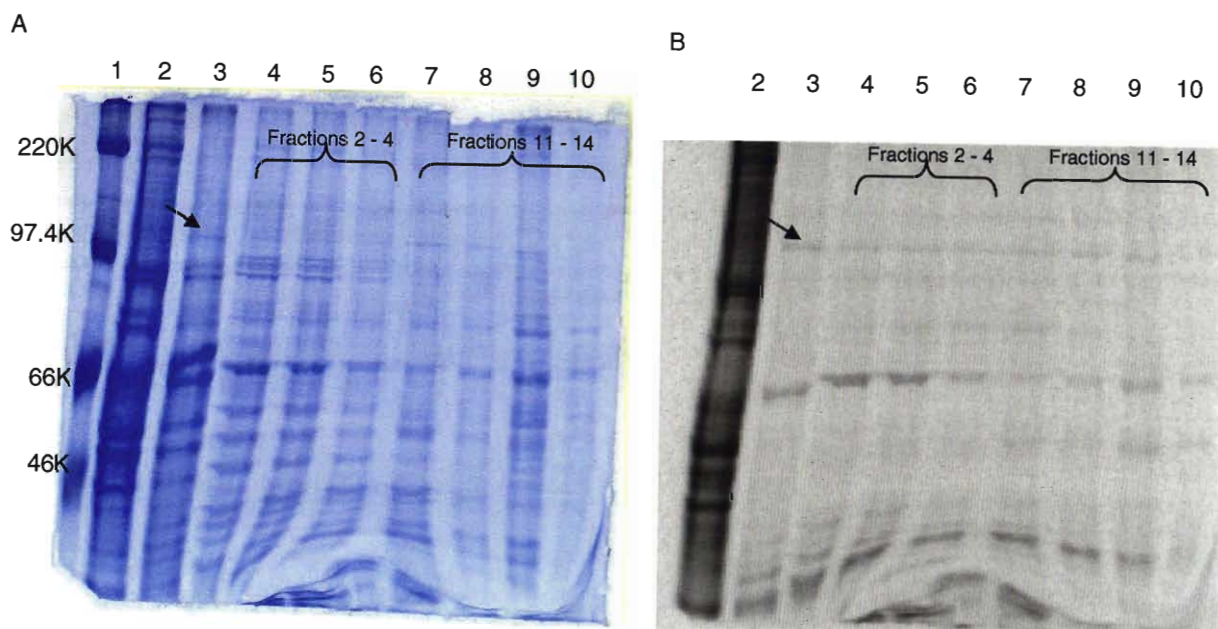 A
1 2 3 4 5 6 7 8 9 10
Fractions 2 - 4
Fractions 11 - 14
220K
97.4K
66K
46K
B
2 3 4 5 6 7 8 9 10
Fractions 2 - 4
Fractions 11 - 14